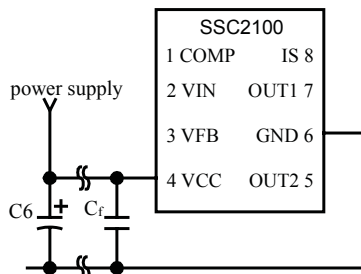 SSC2100
1 COMP IS 8
power supply
2 VIN OUT1 7
3 VFB GND 6
4 VCC OUT2 5
C6 + Cf